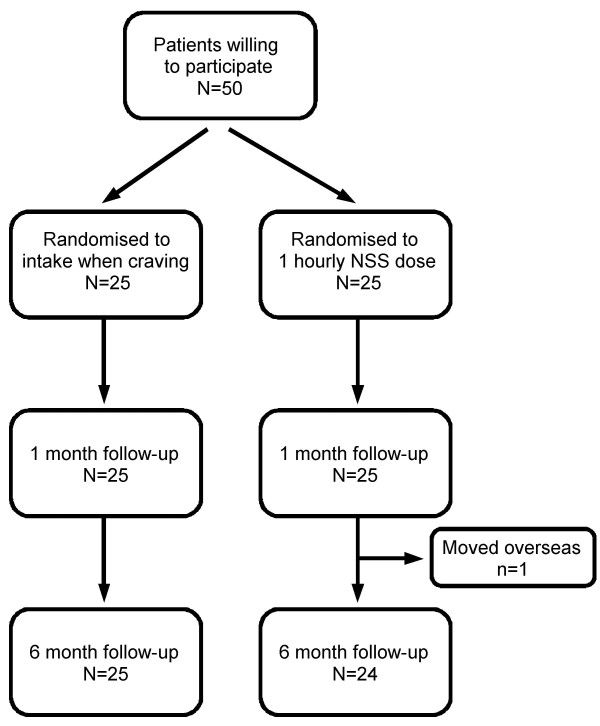 Patients willing
to participate
N=50
Randomised to
intake when craving
N=25
Randomised to
1 hourly NSS dose
N=25
1 month follow-up
N=25
1 month follow-up
N=25
Moved overseas
n=1
6 month follow-up
N=25
6 month follow-up
N=24